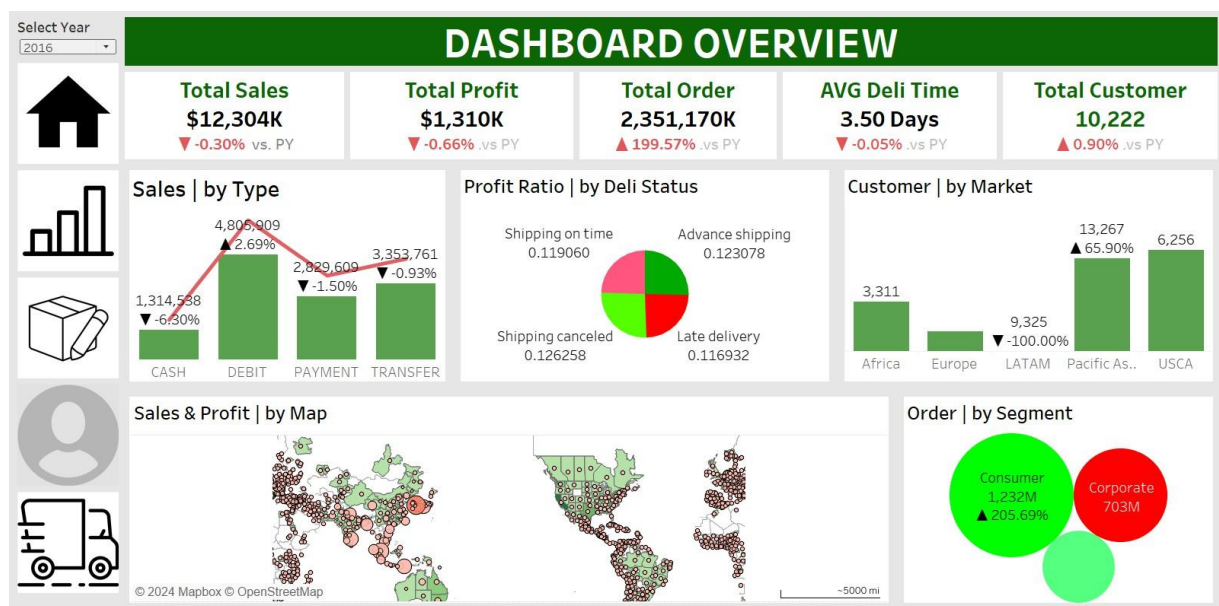 Select Year
2016
DASHBOARD OVERVIEW
Total Sales
$12,304K
▼ -0.30% vs. PY
Total Profit
$1,310K
▼ -0.66% .vs PY
Total Order
2,351,170K
▲ 199.57% .vs PY
AVG Deli Time
3.50 Days
▼ -0.05% .vs PY
Total Customer
10,222
▲ 0.90% .vs PY
Sales | by Type
4,805,909
▲ 2.69%
3,353,761
▼ -0.93%
2,829,609
▼ -1.50%
1,314,538
▼ -6.30%
CASH
DEBIT
PAYMENT
TRANSFER
Profit Ratio | by Deli Status
Shipping on time
0.119060
Advance shipping
0.123078
Shipping canceled
0.126258
Late delivery
0.116932
Customer | by Market
13,267
▲ 65.90%
6,256
3,311
9,325
▼ -100.00%
Africa
Europe
LATAM
Pacific As..
USCA
Sales & Profit | by Map
© 2024 Mapbox © OpenStreetMap
~5000 mi
Order | by Segment
Consumer
1,232M
▲ 205.69%
Corporate
703M